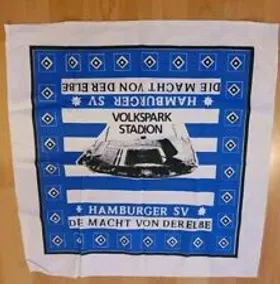 DIE MACHT VON DER ELBE
✸ HAMBURGER SV ✸
VOLKSPARK
STADION
✸ HAMBURGER SV ✸
DIE MACHT VON DER ELBE